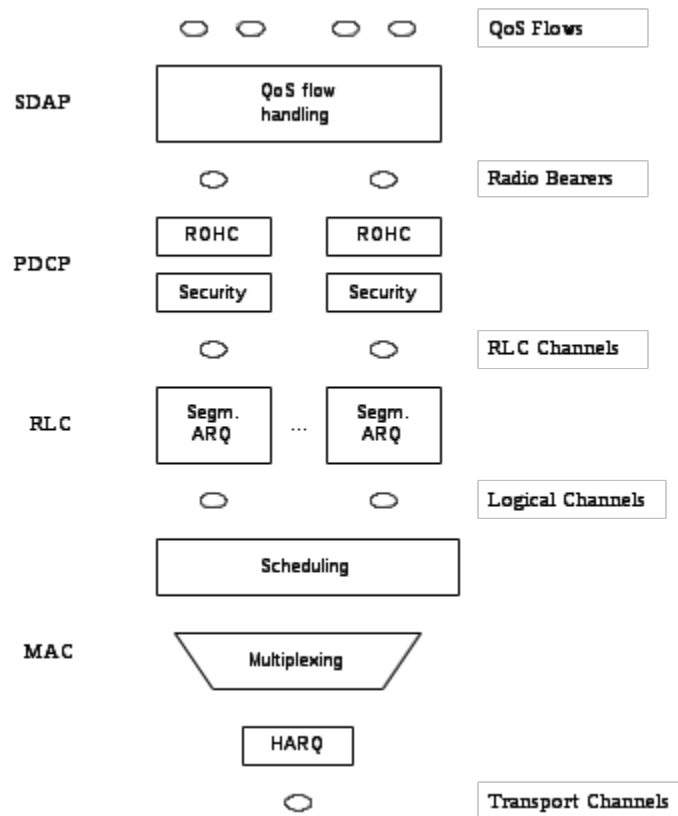 QoS Flows
SDAP
QoS flow
handling
Radio Bearers
ROHC
ROHC
PDCP
Security
Security
RLC Channels
RLC
Segm.
ARQ
...
Segm.
ARQ
Logical Channels
Scheduling
MAC
Multiplexing
HARQ
Transport Channels